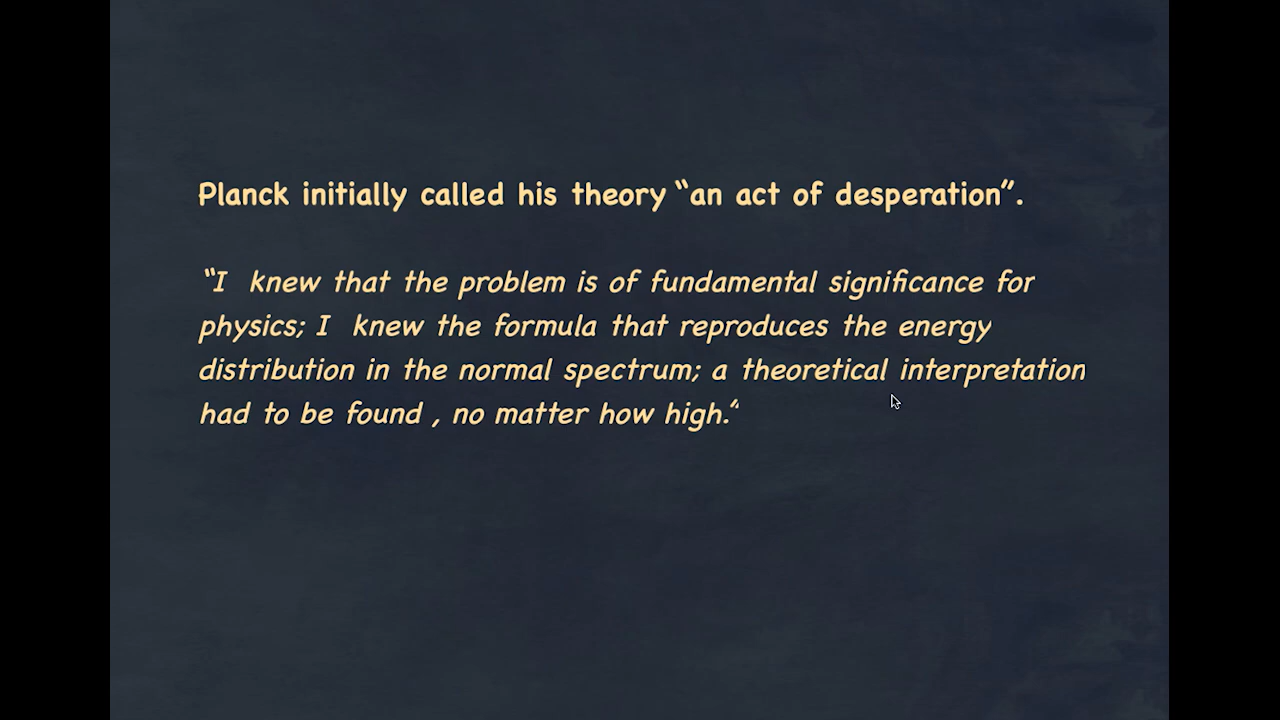 Planck initially called his theory “an act of desperation”.
“I knew that the problem is of fundamental significance for
physics; I knew the formula that reproduces the energy
distribution in the normal spectrum; a theoretical interpretation
had to be found , no matter how high.“